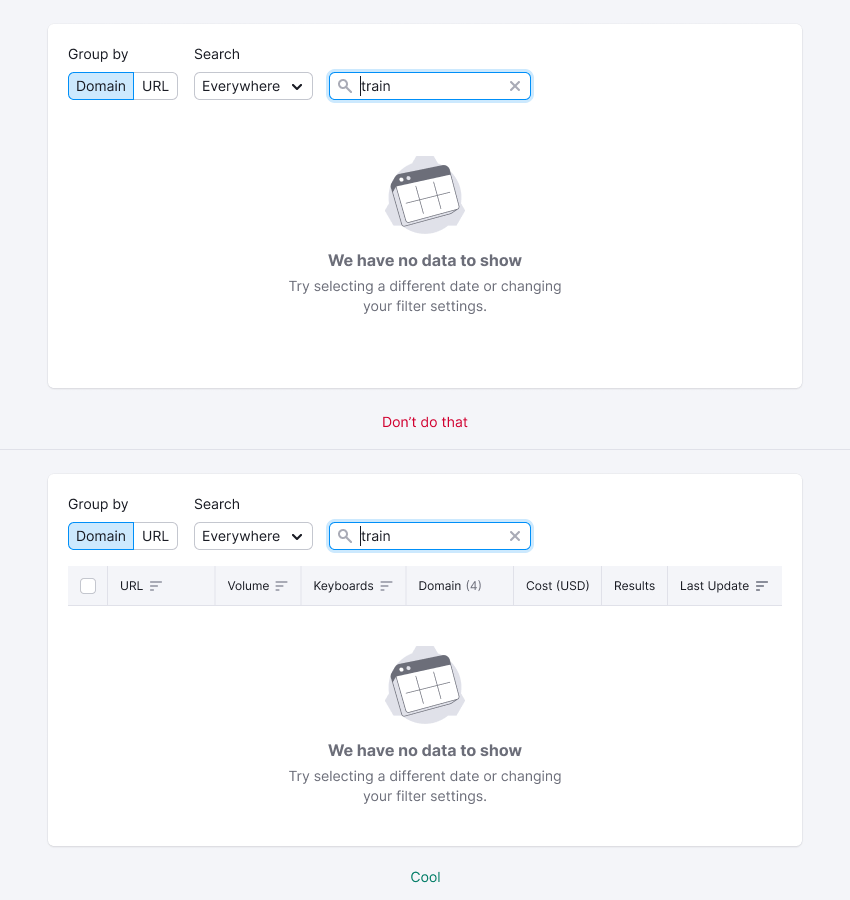 Group by Search
Domain URL Everywhere train
We have no data to show
Try selecting a different date or changing
your filter settings.
Don’t do that
Group by Search
Domain URL Everywhere train
URL Volume Keyboards Domain (4) Cost (USD) Results Last Update
We have no data to show
Try selecting a different date or changing
your filter settings.
Cool